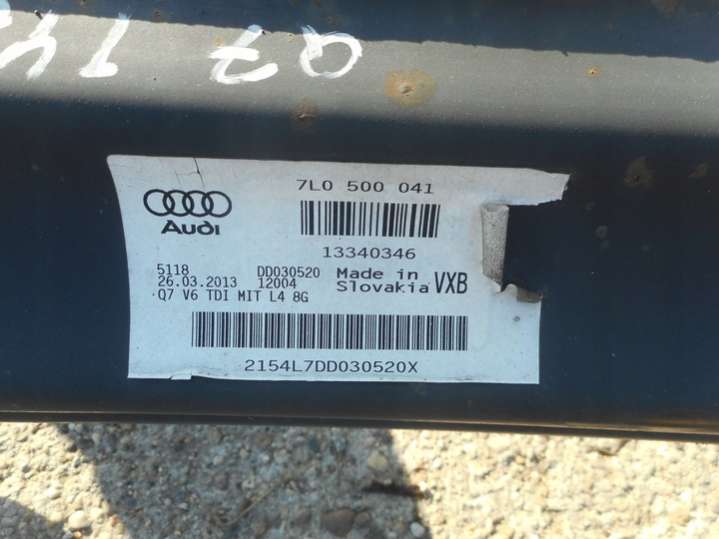 Q7 TDI
7L0 500 041
Audi
13340346
5118 DD030520
26.03.2013 12004
Q7 V6 TDI MIT L4 8G
Made in
Slovakia
VXB
2154L7DD030520X